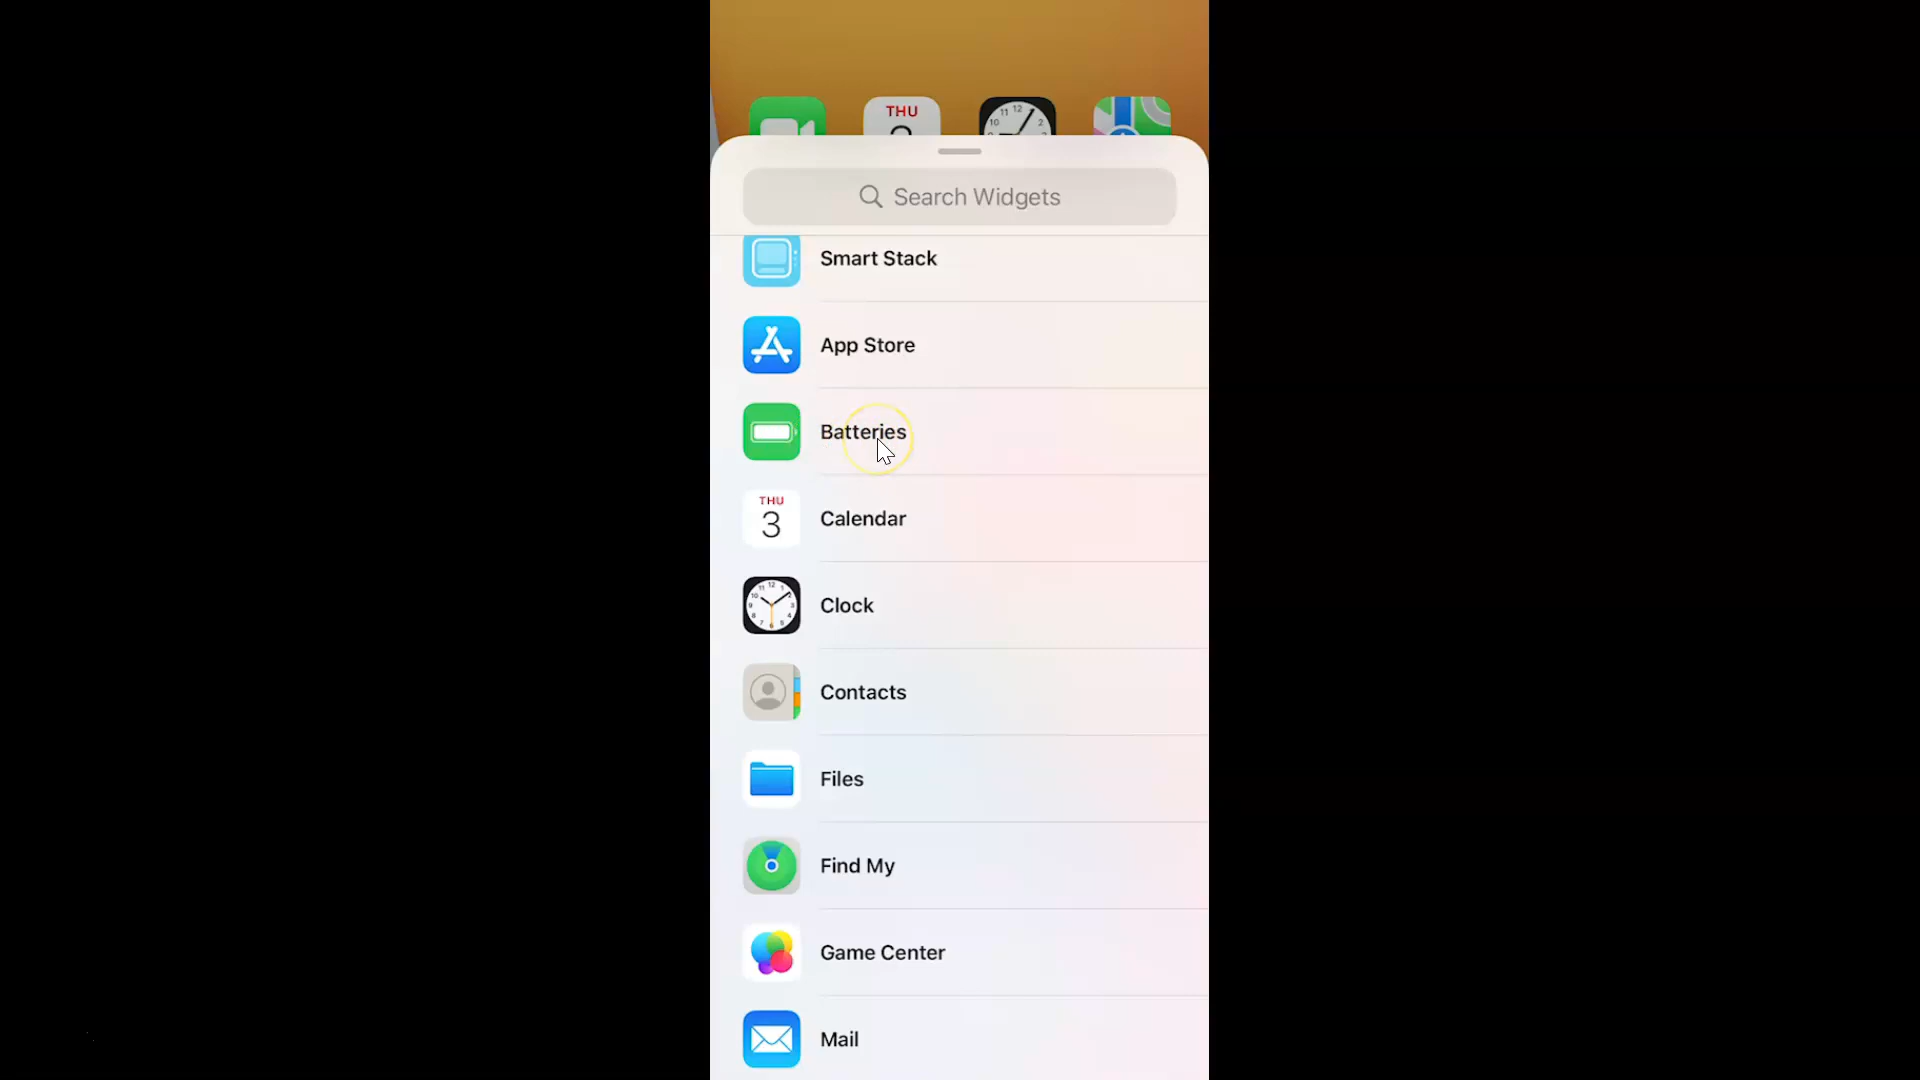 THU
Search Widgets
Smart Stack
App Store
Batteries
THU
3
Calendar
Clock
Contacts
Files
Find My
Game Center
Mail